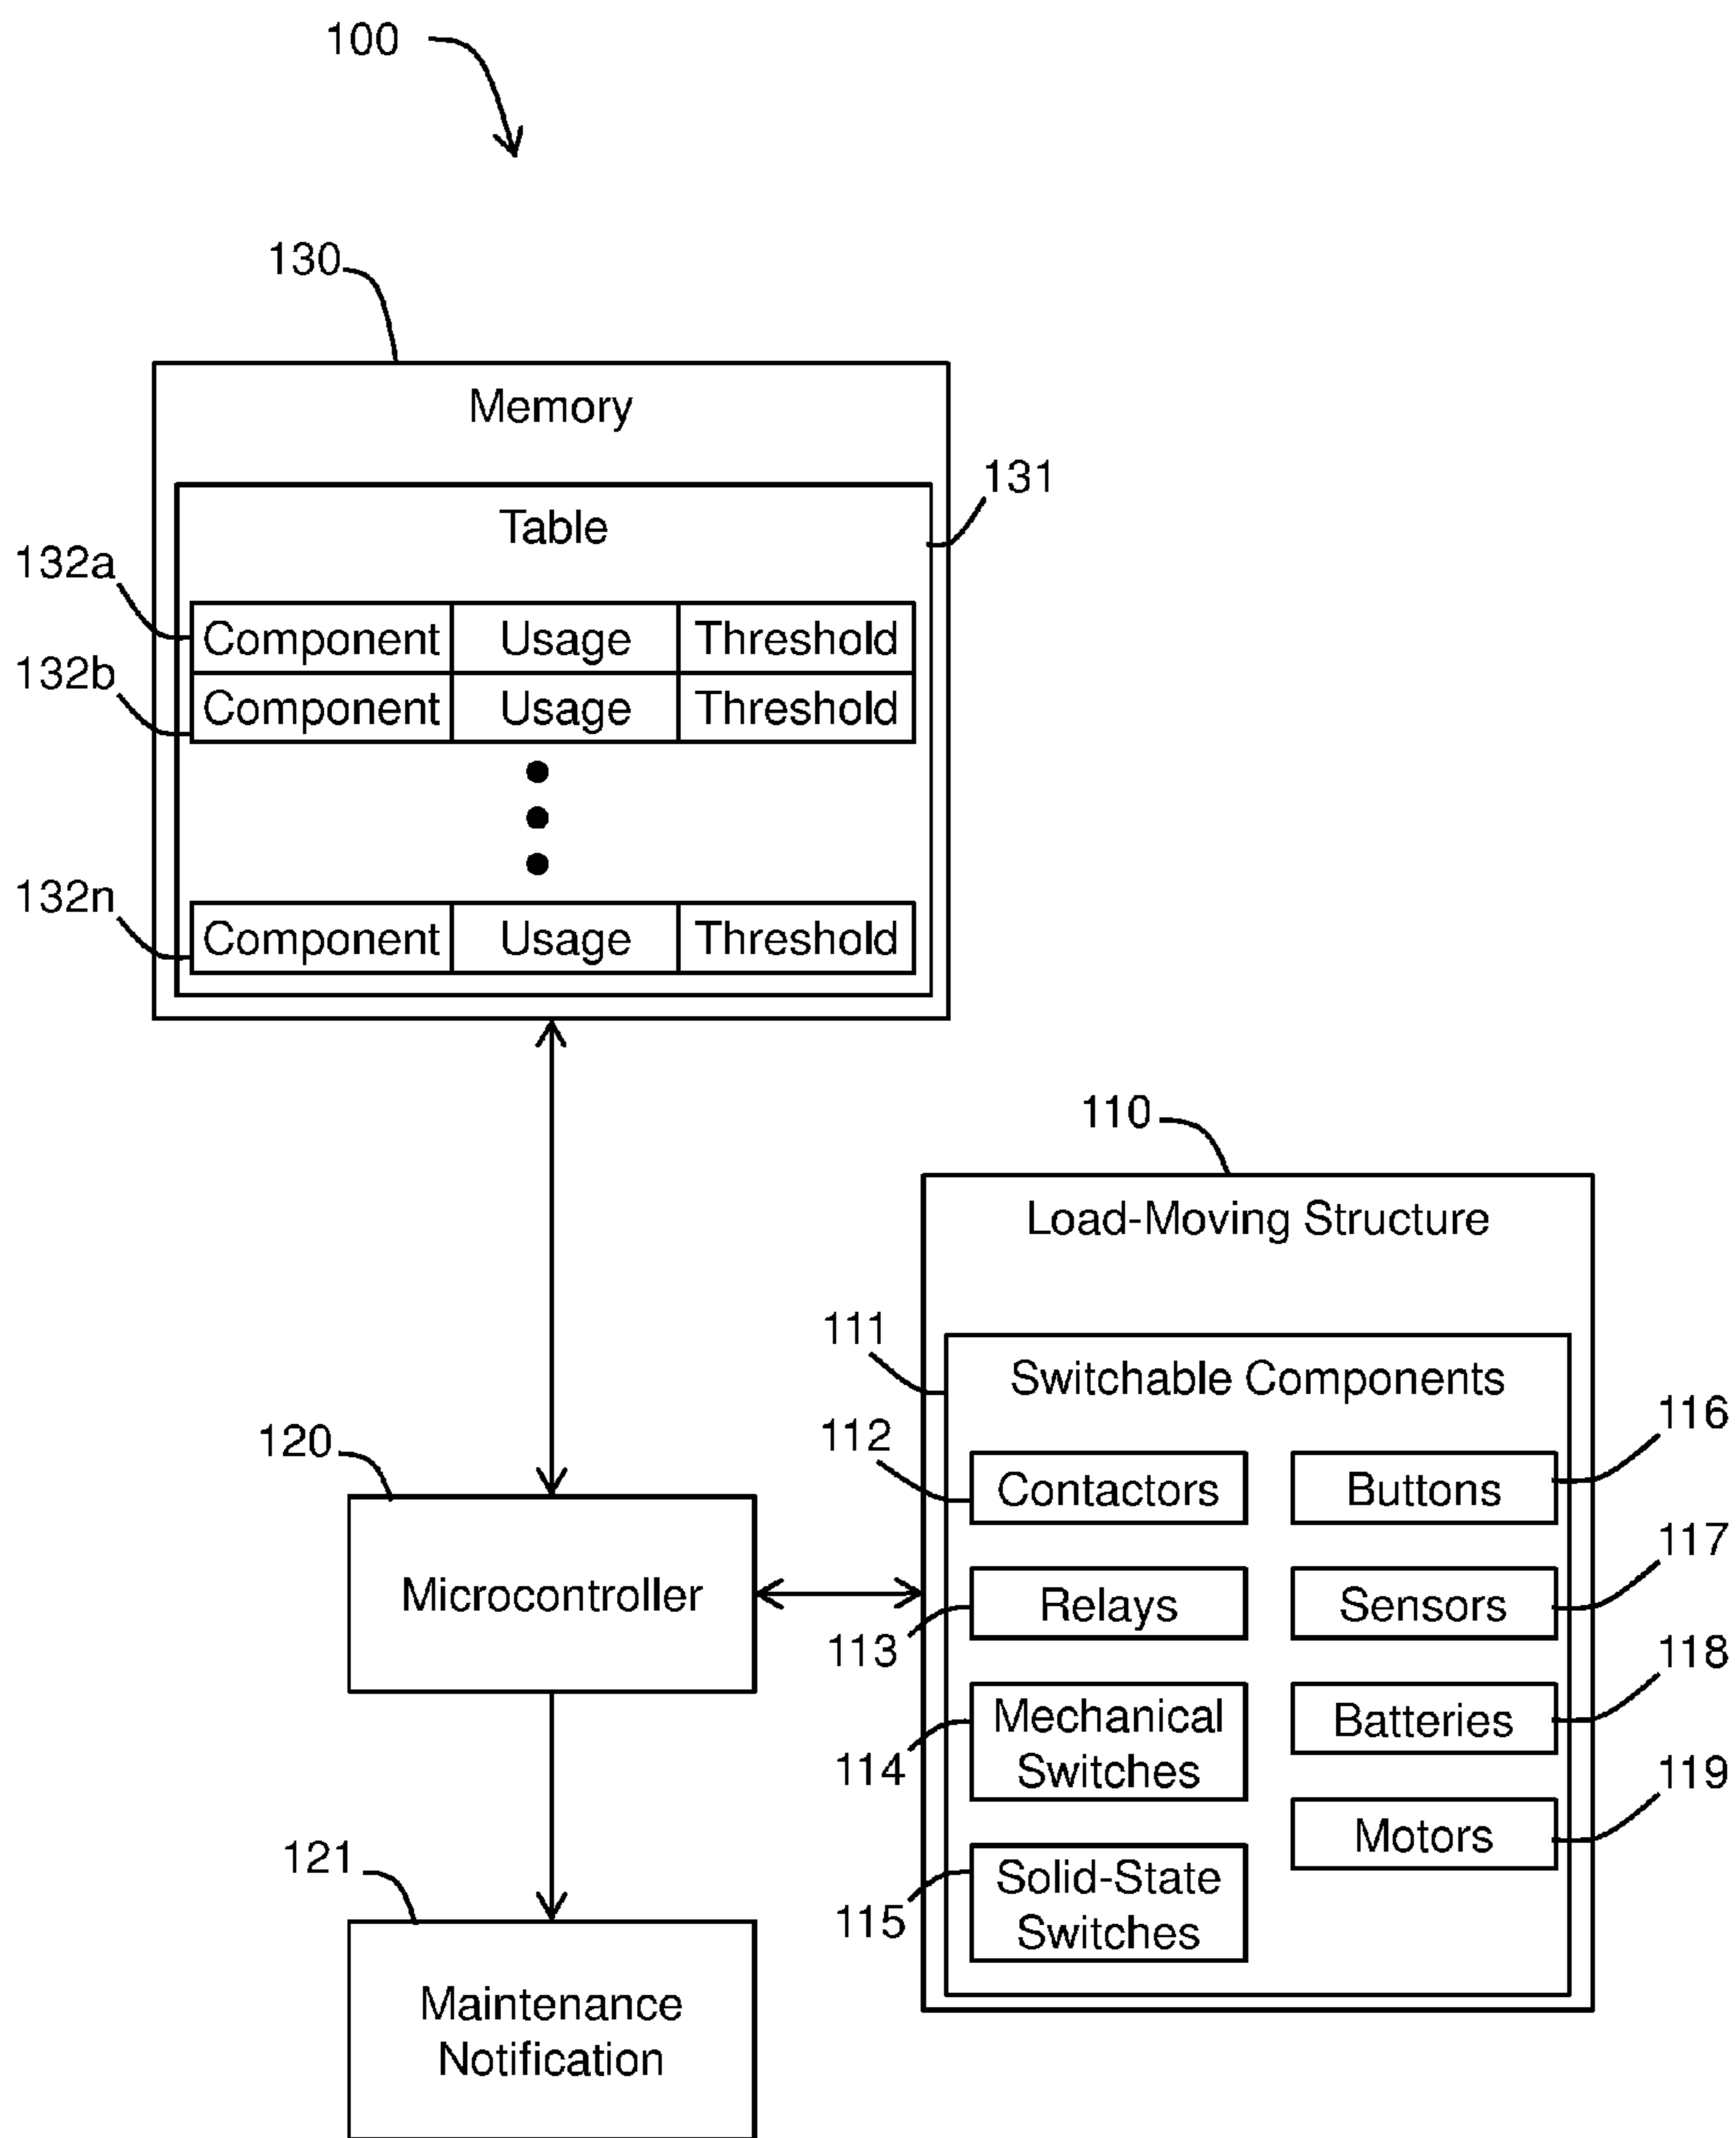 100
130
Memory
131
Table
132a
Component Usage Threshold
132b
Component Usage Threshold
132n
Component Usage Threshold
110
Load-Moving Structure
111
Switchable Components
112
Contactors
Buttons
116
120
Microcontroller
113
Relays
Sensors
117
114
Mechanical
Switches
Batteries
118
115
Solid-State
Switches
Motors
119
121
Maintenance
Notification